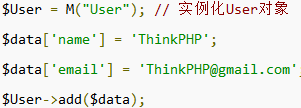 $User = M("User"); // 实例化User对象
$data['name'] = 'ThinkPHP';
$data['email'] = 'ThinkPHP@gmail.com'
$User->add($data);